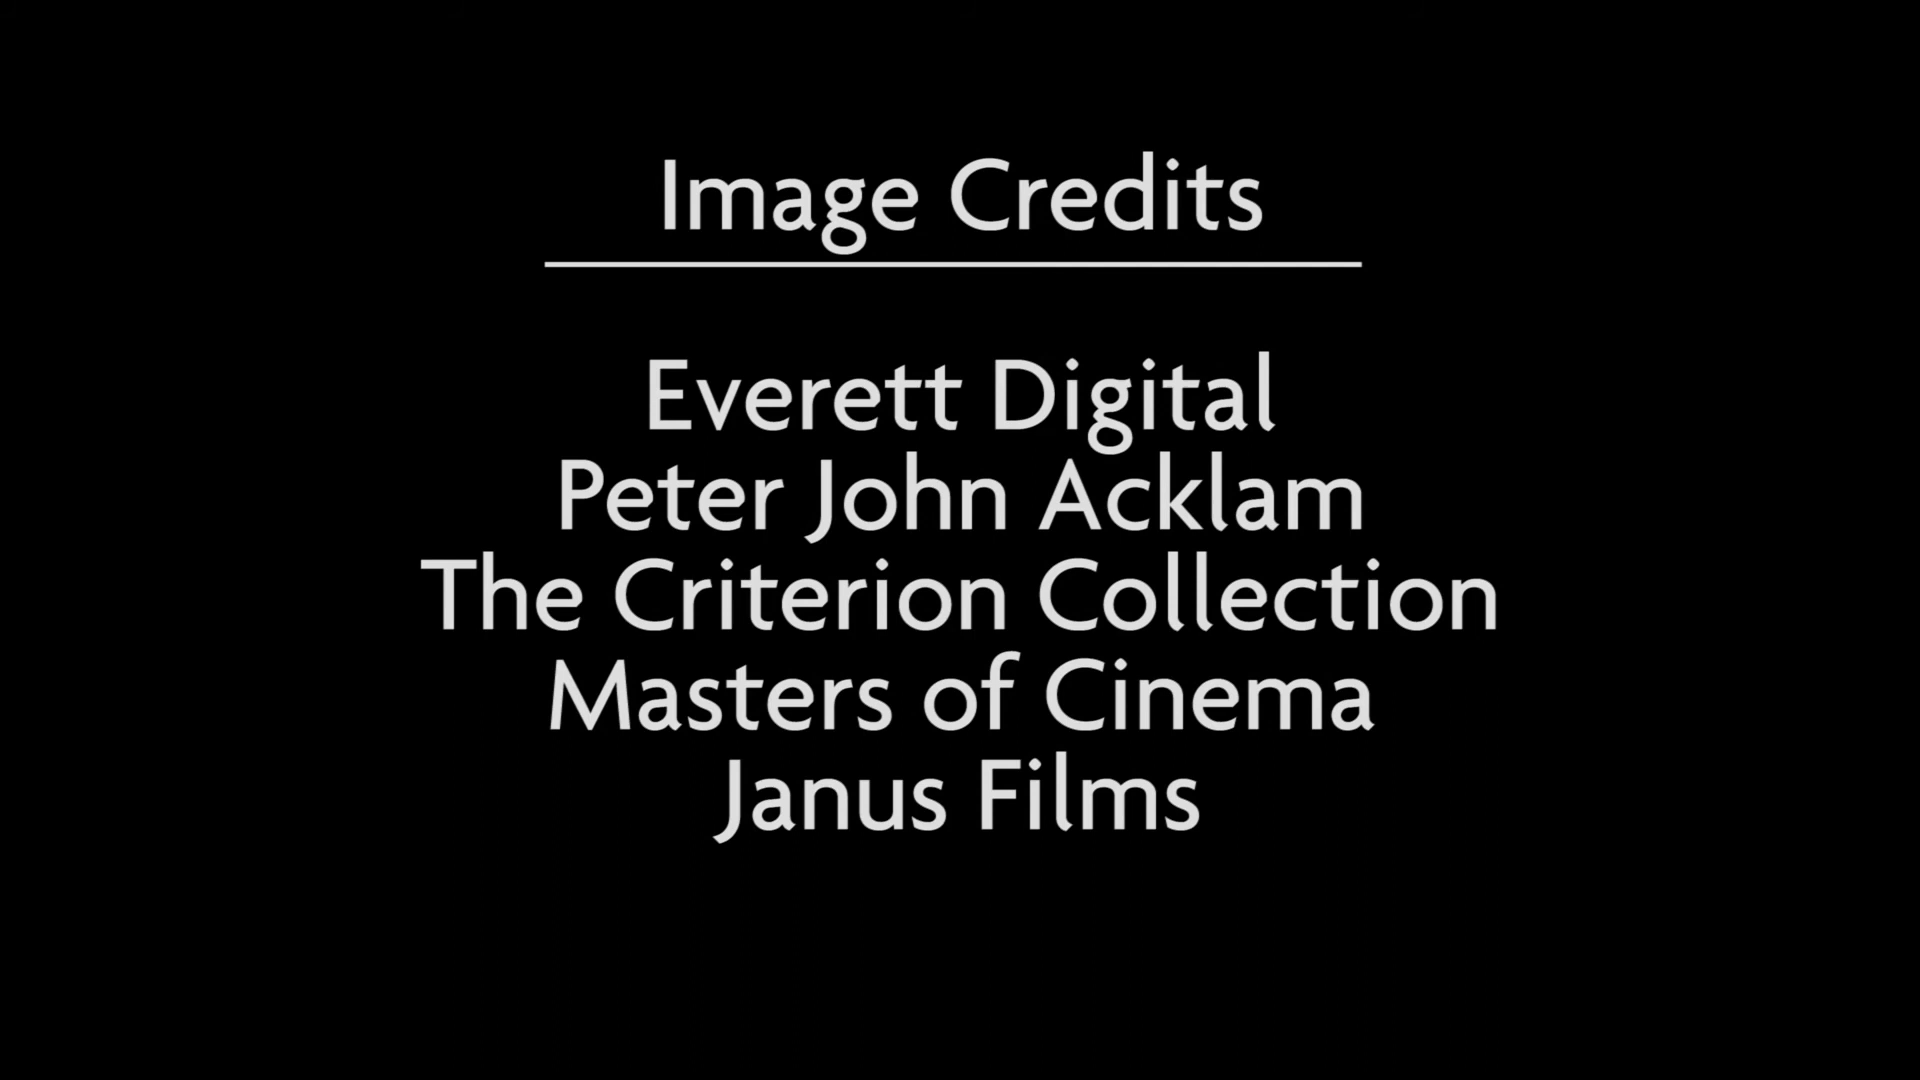 Image Credits
Everett Digital
Peter John Acklam
The Criterion Collection
Masters of Cinema
Janus Films